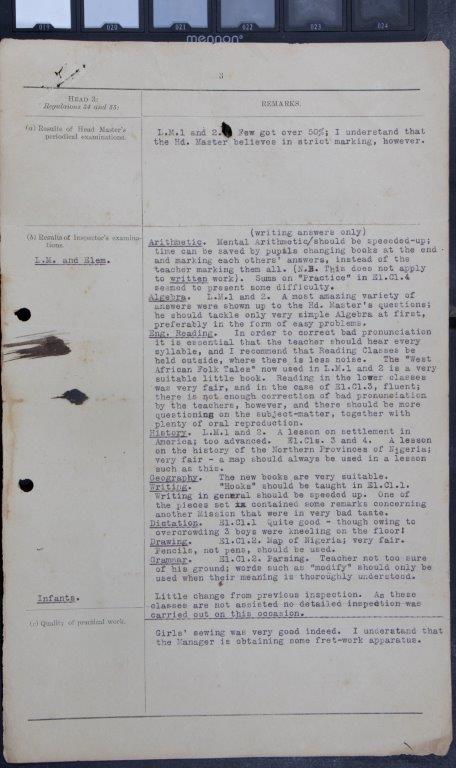 019 020 021 022 023 024
mennon
3
HEAD 3:
Regulations 34 and 35:
REMARKS.
(a) Results of Head Master's
periodical examinations.
L.M.1 and 2. Few got over 50%; I understand that
the Hd. Master believes in strict marking, however.
(b) Results of Inspector's examina-
tions.
L.M. and Elem.
(writing answers only)
Arithmetic. Mental Arithmetic/should be speeded-up;
time can be saved by pupils changing books at the end
and marking each others' answers, instead of the
teacher marking them all. (N.B. This does not apply
to written work). Sums on "Practice" in El.Cl.4
seemed to present some difficulty.
Algebra. L.M.1 and 2. A most amazing variety of
answers were shown up to the Hd. Master's questions;
he should tackle only very simple Algebra at first,
preferably in the form of easy problems.
Eng. Reading. In order to correct bad pronunciation
it is essential that the teacher should hear every
syllable, and I recommend that Reading Classes be
held outside, where there is less noise. The "West
African Folk Tales" now used in L.M.1 and 2 is a very
suitable little book. Reading in the lower classes
was very fair, and in the case of El.Cl.3, fluent;
there is not enough correction of bad pronunciation
by the teachers, however, and there should be more
questioning on the subject-matter, together with
plenty of oral reproduction.
History. L.M.1 and 2. A lesson on settlement in
America; too advanced. El.Cls. 3 and 4. A lesson
on the history of the Northern Provinces of Nigeria;
very fair - a map should always be used in a lesson
such as this.
Geography. The new books are very suitable.
Writing. "Hooks" should be taught in El.Cl.1.
Writing in general should be speeded up. One of
the pieces set contained some remarks concerning
another Mission that were in very bad taste.
Dictation. El.Cl.1 Quite good - though owing to
overcrowding 3 boys were kneeling on the floor!
Drawing. El.Cl.2. Map of Nigeria; very fair.
Pencils, not pens, should be used.
Grammar. El.Cl.2. Parsing. Teacher not too sure
of his ground; words such as "modify" should only be
used when their meaning is thoroughly understood.
Infants.
Little change from previous inspection. As these
classes are not assisted no detailed inspection was
carried out on this occasion.
(c) Quality of practical work.
Girls' sewing was very good indeed. I understand that
the Manager is obtaining some fret-work apparatus.